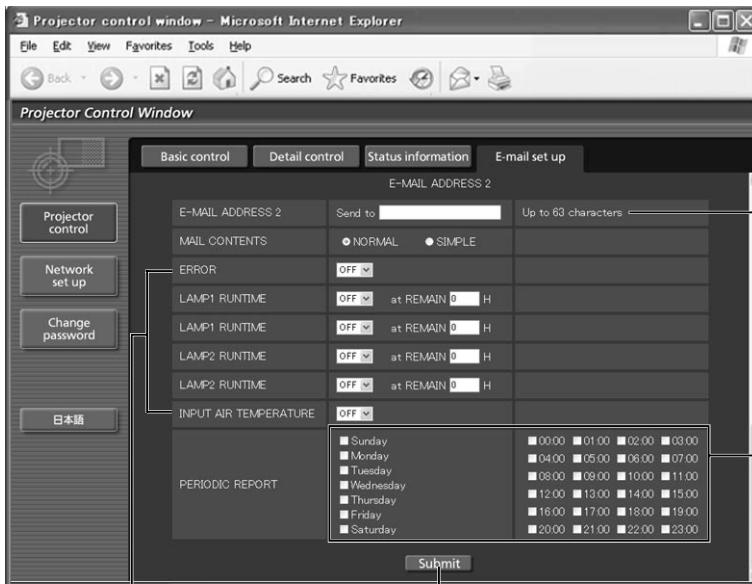 Projector control window - Microsoft Internet Explorer
File Edit View Favorites Tools Help
Back Search Favorites
Projector Control Window
Basic control Detail control Status information E-mail set up
E-MAIL ADDRESS 2
Projector control
Network set up
Change password
日本語
E-MAIL ADDRESS 2 Send to Up to 63 characters
MAIL CONTENTS NORMAL SIMPLE
ERROR OFF
LAMP1 RUNTIME OFF at REMAIN 0 H
LAMP1 RUNTIME OFF at REMAIN 0 H
LAMP2 RUNTIME OFF at REMAIN 0 H
LAMP2 RUNTIME OFF at REMAIN 0 H
INPUT AIR TEMPERATURE OFF
PERIODIC REPORT
Sunday
Monday
Tuesday
Wednesday
Thursday
Friday
Saturday
00:00 01:00 02:00 03:00
04:00 05:00 06:00 07:00
08:00 09:00 10:00 11:00
12:00 13:00 14:00 15:00
16:00 17:00 18:00 19:00
20:00 21:00 22:00 23:00
Submit